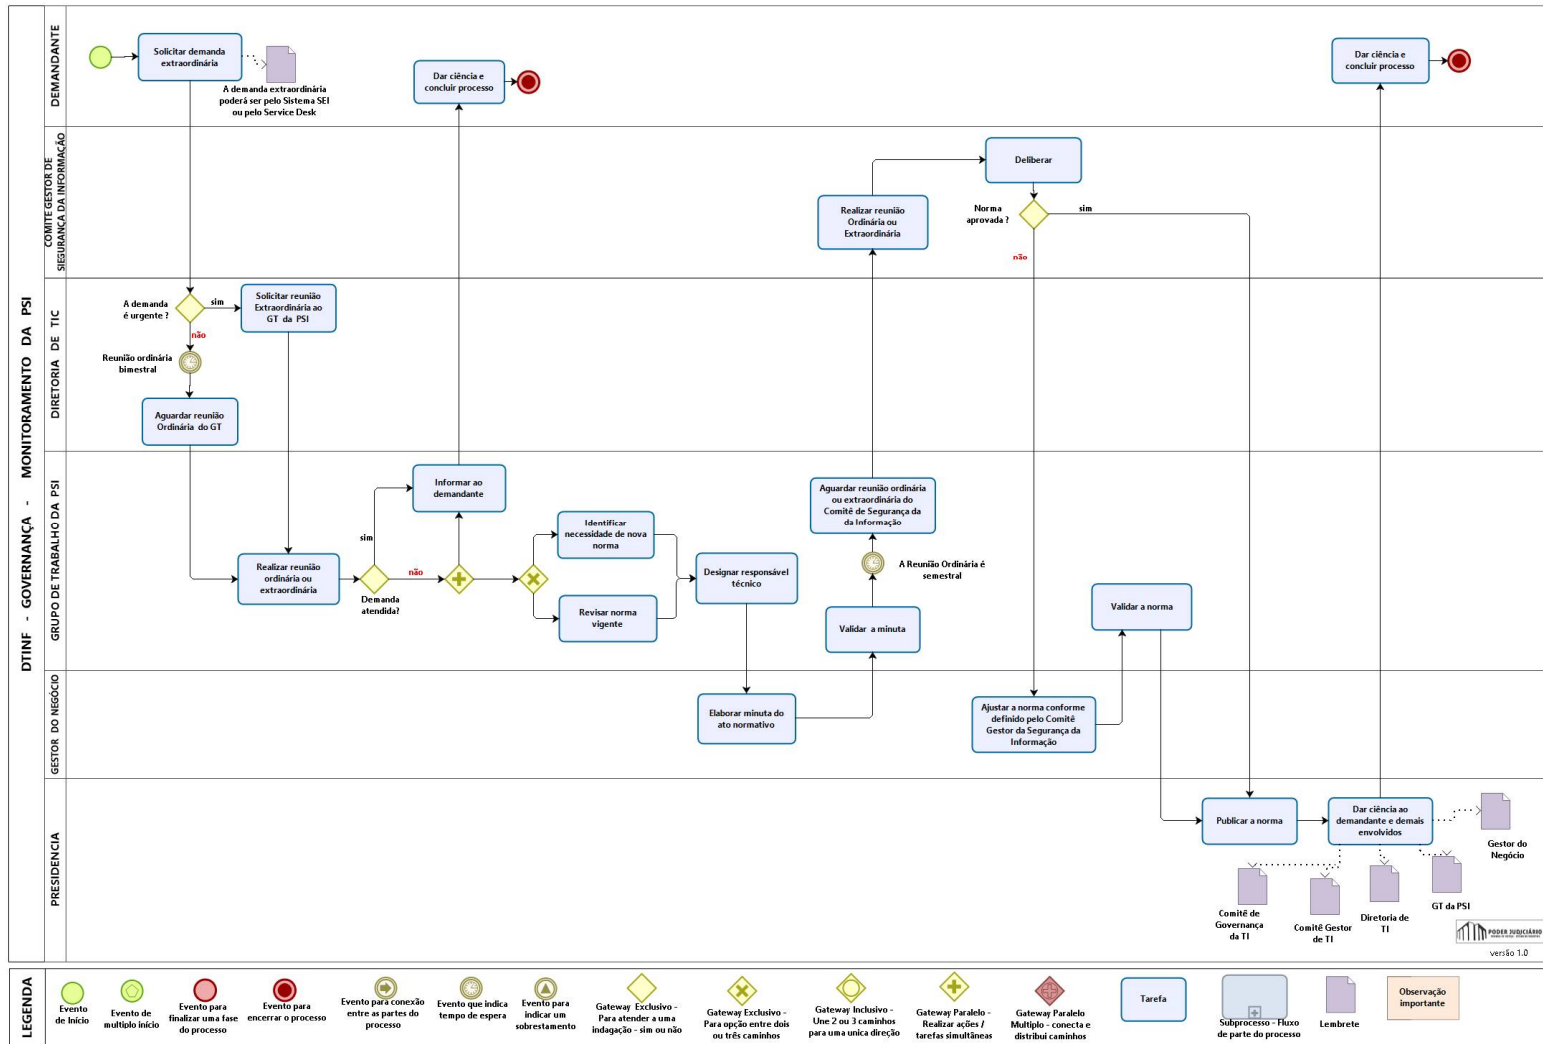 DTINF - GOVERNANÇA - MONITORAMENTO DA PSI
DEMANDANTE
Solicitar demanda
extraordinária
A demanda extraordinária
poderá ser pelo Sistema SEI
ou pelo Service Desk
Dar ciência e
concluir processo
Dar ciência e
concluir processo
COMITE GESTOR DE
SIEGURANÇA DA INFORMAÇÃO
Deliberar
Realizar reunião
Ordinária ou
Extraordinária
Norma
aprovada ?
sim
não
DIRETORIA DE TIC
A demanda
é urgente ?
sim
Solicitar reunião
Extraordinária ao
GT da PSI
não
Reunião ordinária
bimestral
Aguardar reunião
Ordinária do GT
GRUPO DE TRABALHO DA PSI
Informar ao
demandante
sim
Realizar reunião
ordinária ou
extraordinária
não
Demanda
atendida?
Identificar
necessidade de nova
norma
Revisar norma
vigente
Designar responsável
técnico
Aguardar reunião ordinária
ou extraordinária do
Comitê de Segurança da
da Informação
A Reunião Ordinária é
semestral
Validar a minuta
Validar a norma
GESTOR DO NEGÓCIO
Elaborar minuta do
ato normativo
Ajustar a norma conforme
definido pelo Comitê
Gestor da Segurança da
Informação
PRESIDENCIA
Publicar a norma
Dar ciência ao
demandante e demais
envolvidos
Gestor do
Negócio
Comitê de
Governança
da TI
Comitê Gestor
de TI
Diretoria de
TI
GT da PSI
PODER JUDICIÁRIO
versão 1.0
LEGENDA
Evento
de Início
Evento de
multiplo início
Evento para
finalizar uma fase
do processo
Evento para
encerrar o processo
Evento para conexão
entre as partes do
processo
Evento que indica
tempo de espera
Evento para
indicar um
sobrestamento
Gateway Exclusivo -
Para atender a uma
indagação - sim ou não
Gateway Exclusivo -
Para opção entre dois
ou três caminhos
Gateway Inclusivo -
Une 2 ou 3 caminhos
para uma unica direção
Gateway Paralelo -
Realizar ações /
tarefas simultâneas
Gateway Paralelo
Multiplo - conecta e
distribui caminhos
Tarefa
Subprocesso - Fluxo
de parte do processo
Lembrete
Observação
importante